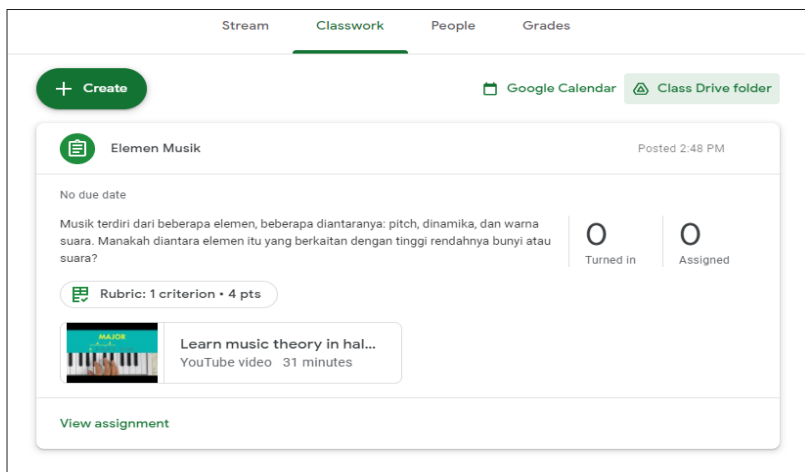 Stream Classwork People Grades
+ Create Google Calendar Class Drive folder
Elemen Musik Posted 2:48 PM
No due date
Musik terdiri dari beberapa elemen, beberapa diantaranya: pitch, dinamika, dan warna
suara. Manakah diantara elemen itu yang berkaitan dengan tinggi rendahnya bunyi atau
suara?
0 0
Turned in Assigned
Rubric: 1 criterion • 4 pts
MAJOR
Learn music theory in hal...
YouTube video 31 minutes
View assignment